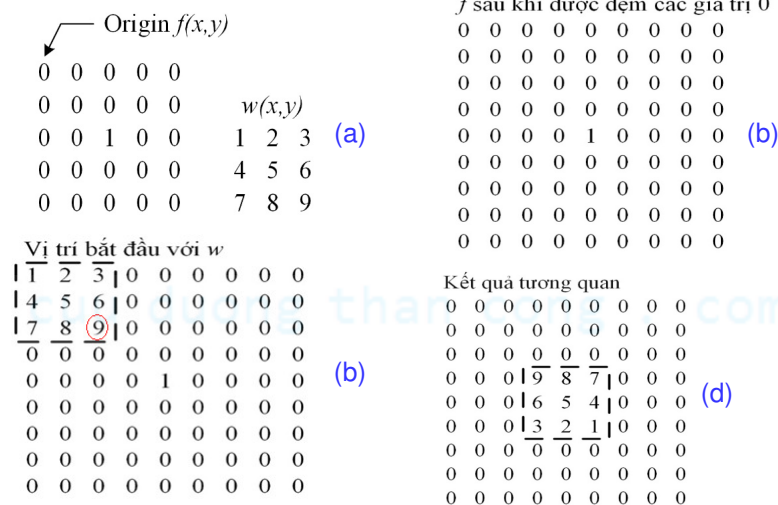 Origin f(x,y)
0 0 0 0 0
0 0 0 0 0
0 0 1 0 0
0 0 0 0 0
0 0 0 0 0
w(x,y)
1 2 3
4 5 6
7 8 9
(a)
f sau khi được đệm các giá trị 0
0 0 0 0 0 0 0 0 0
0 0 0 0 0 0 0 0 0
0 0 0 0 0 0 0 0 0
0 0 0 0 0 0 0 0 0
0 0 0 0 1 0 0 0 0
0 0 0 0 0 0 0 0 0
0 0 0 0 0 0 0 0 0
0 0 0 0 0 0 0 0 0
0 0 0 0 0 0 0 0 0
(b)
Vị trí bắt đầu với w
1 2 3 0 0 0 0 0 0
4 5 6 0 0 0 0 0 0
7 8 9 0 0 0 0 0 0
0 0 0 0 0 0 0 0 0
0 0 0 0 1 0 0 0 0
0 0 0 0 0 0 0 0 0
0 0 0 0 0 0 0 0 0
0 0 0 0 0 0 0 0 0
0 0 0 0 0 0 0 0 0
(b)
Kết quả tương quan
0 0 0 0 0 0 0 0 0
0 0 0 0 0 0 0 0 0
0 0 0 0 0 0 0 0 0
0 0 0 9 8 7 0 0 0
0 0 0 6 5 4 0 0 0
0 0 0 3 2 1 0 0 0
0 0 0 0 0 0 0 0 0
0 0 0 0 0 0 0 0 0
0 0 0 0 0 0 0 0 0
(d)
cuu duong than cong . com